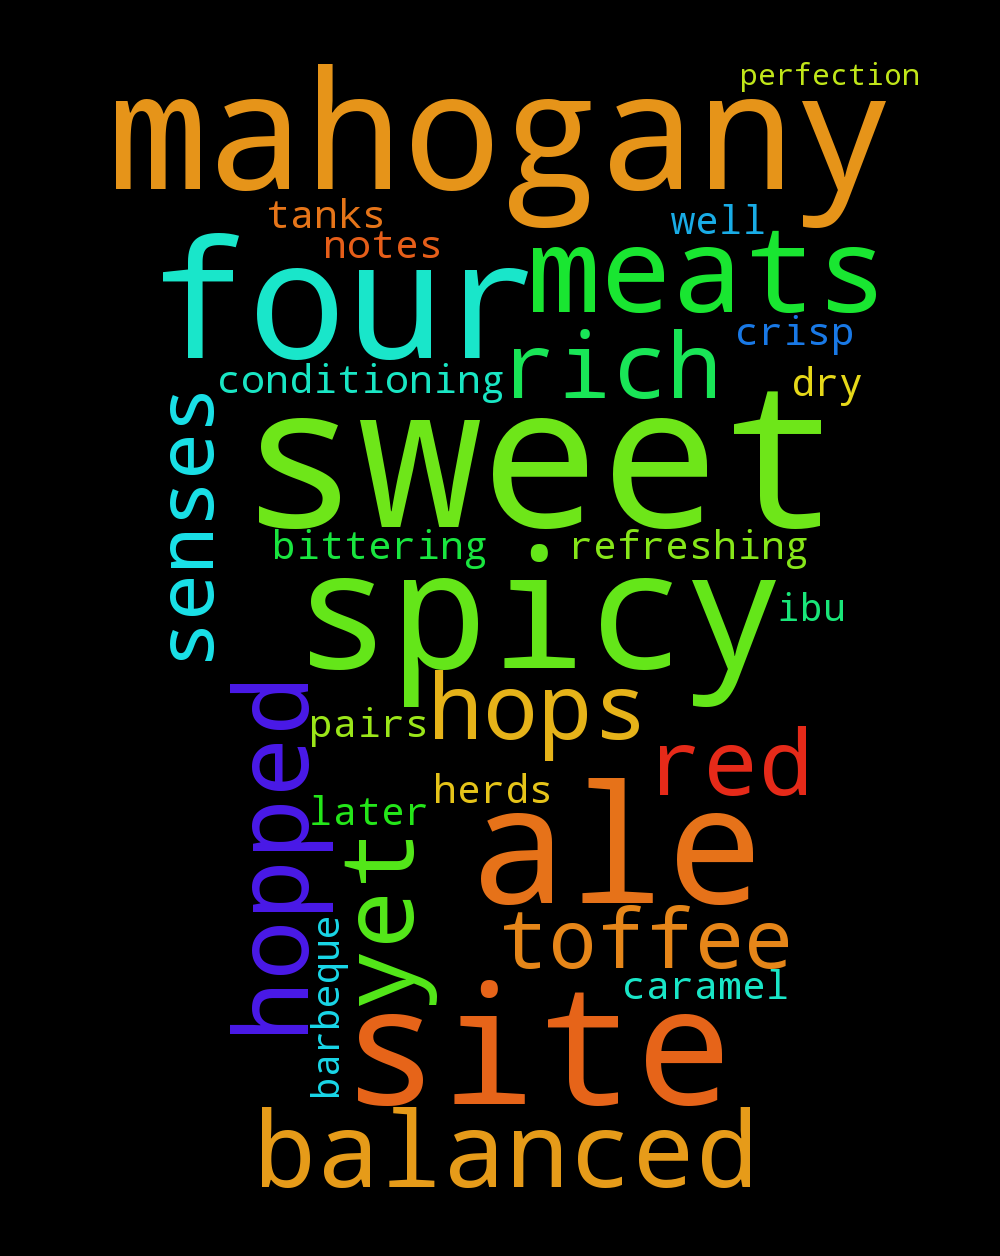 perfection
mahogany
tanks
well
notes
four
meats
crisp
rich
conditioning
dry
senses
sweet
bittering
refreshing
spicy
ibu
hops
hopped
pairs
red
herds
later
ale
yet
toffee
barbeque
caramel
site
balanced